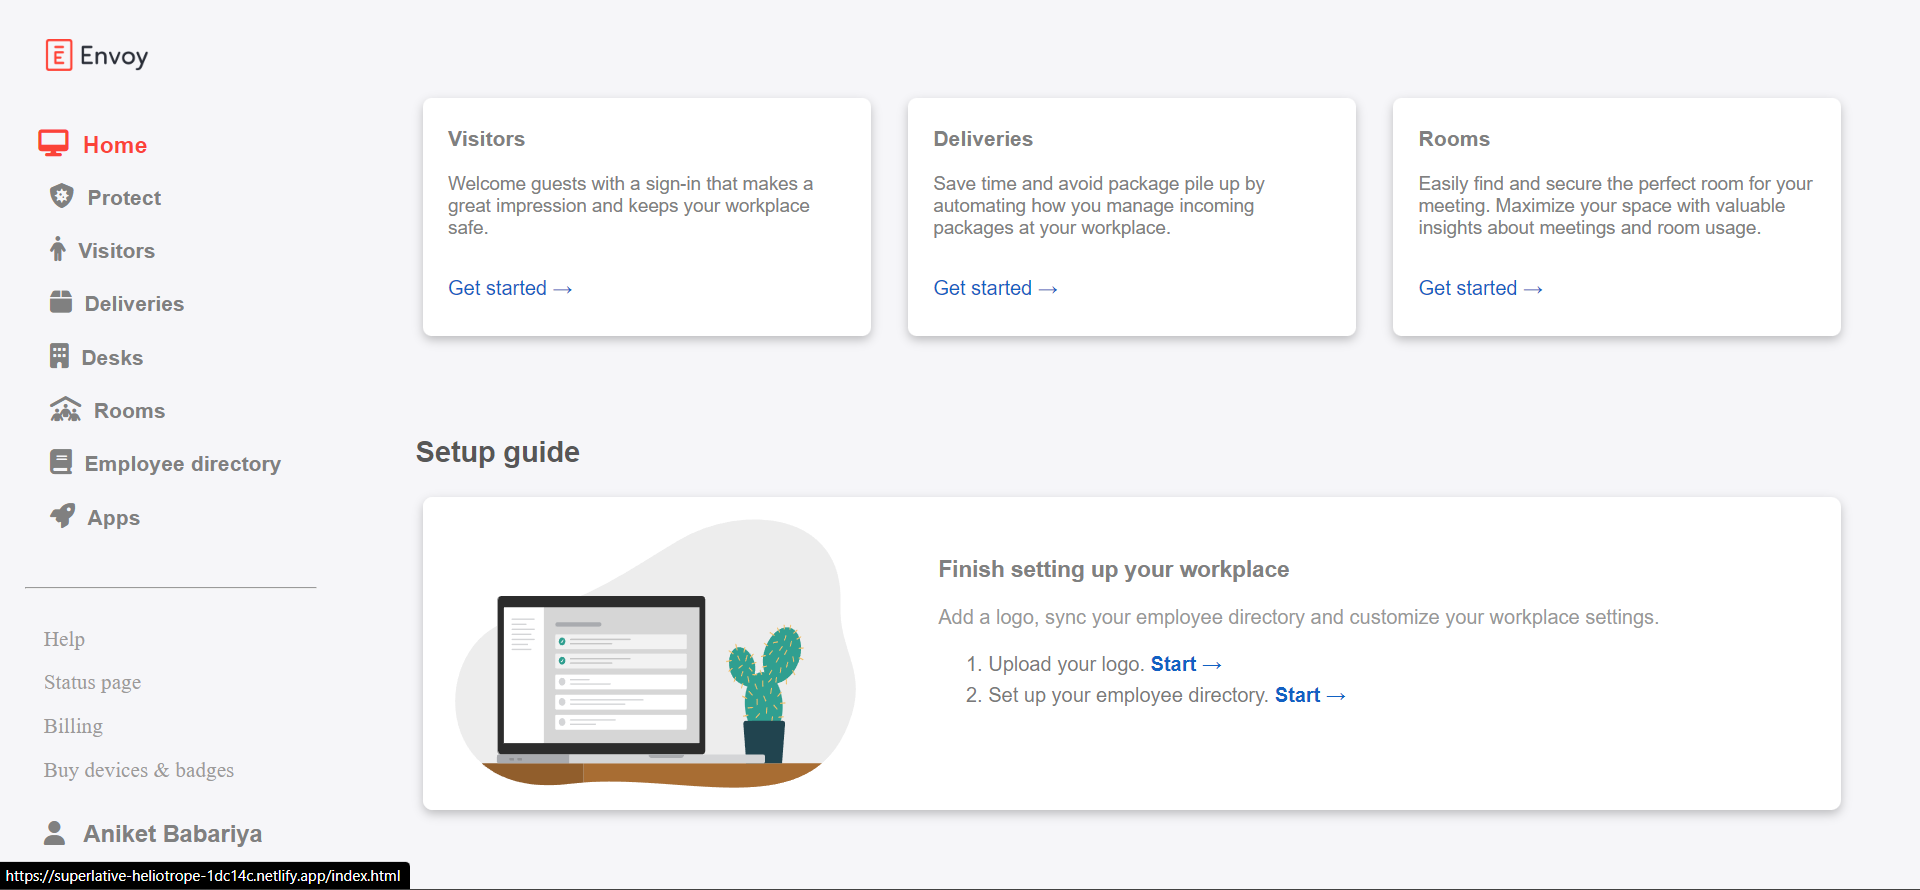 Envoy
Home
Protect
Visitors
Deliveries
Desks
Rooms
Employee directory
Apps
Help
Status page
Billing
Buy devices & badges
Aniket Babariya
https://superlative-heliotrope-1dc14c.netlify.app/index.html
Visitors
Welcome guests with a sign-in that makes a
great impression and keeps your workplace
safe.
Get started →
Deliveries
Save time and avoid package pile up by
automating how you manage incoming
packages at your workplace.
Get started →
Rooms
Easily find and secure the perfect room for your
meeting. Maximize your space with valuable
insights about meetings and room usage.
Get started →
Setup guide
Finish setting up your workplace
Add a logo, sync your employee directory and customize your workplace settings.
1. Upload your logo. Start →
2. Set up your employee directory. Start →